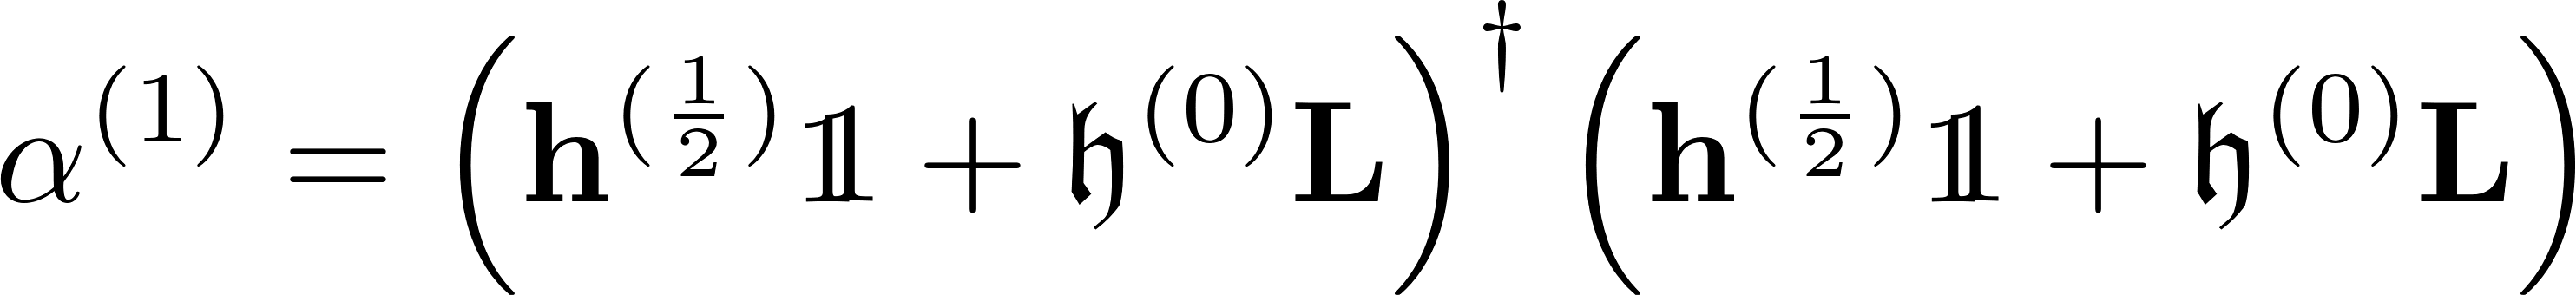 α^{(1)} = (𝐡^{(1/2)} 𝟙 + 𝔥^{(0)} 𝐋)^† (𝐡^{(1/2)} 𝟙 + 𝔥^{(0)} 𝐋)